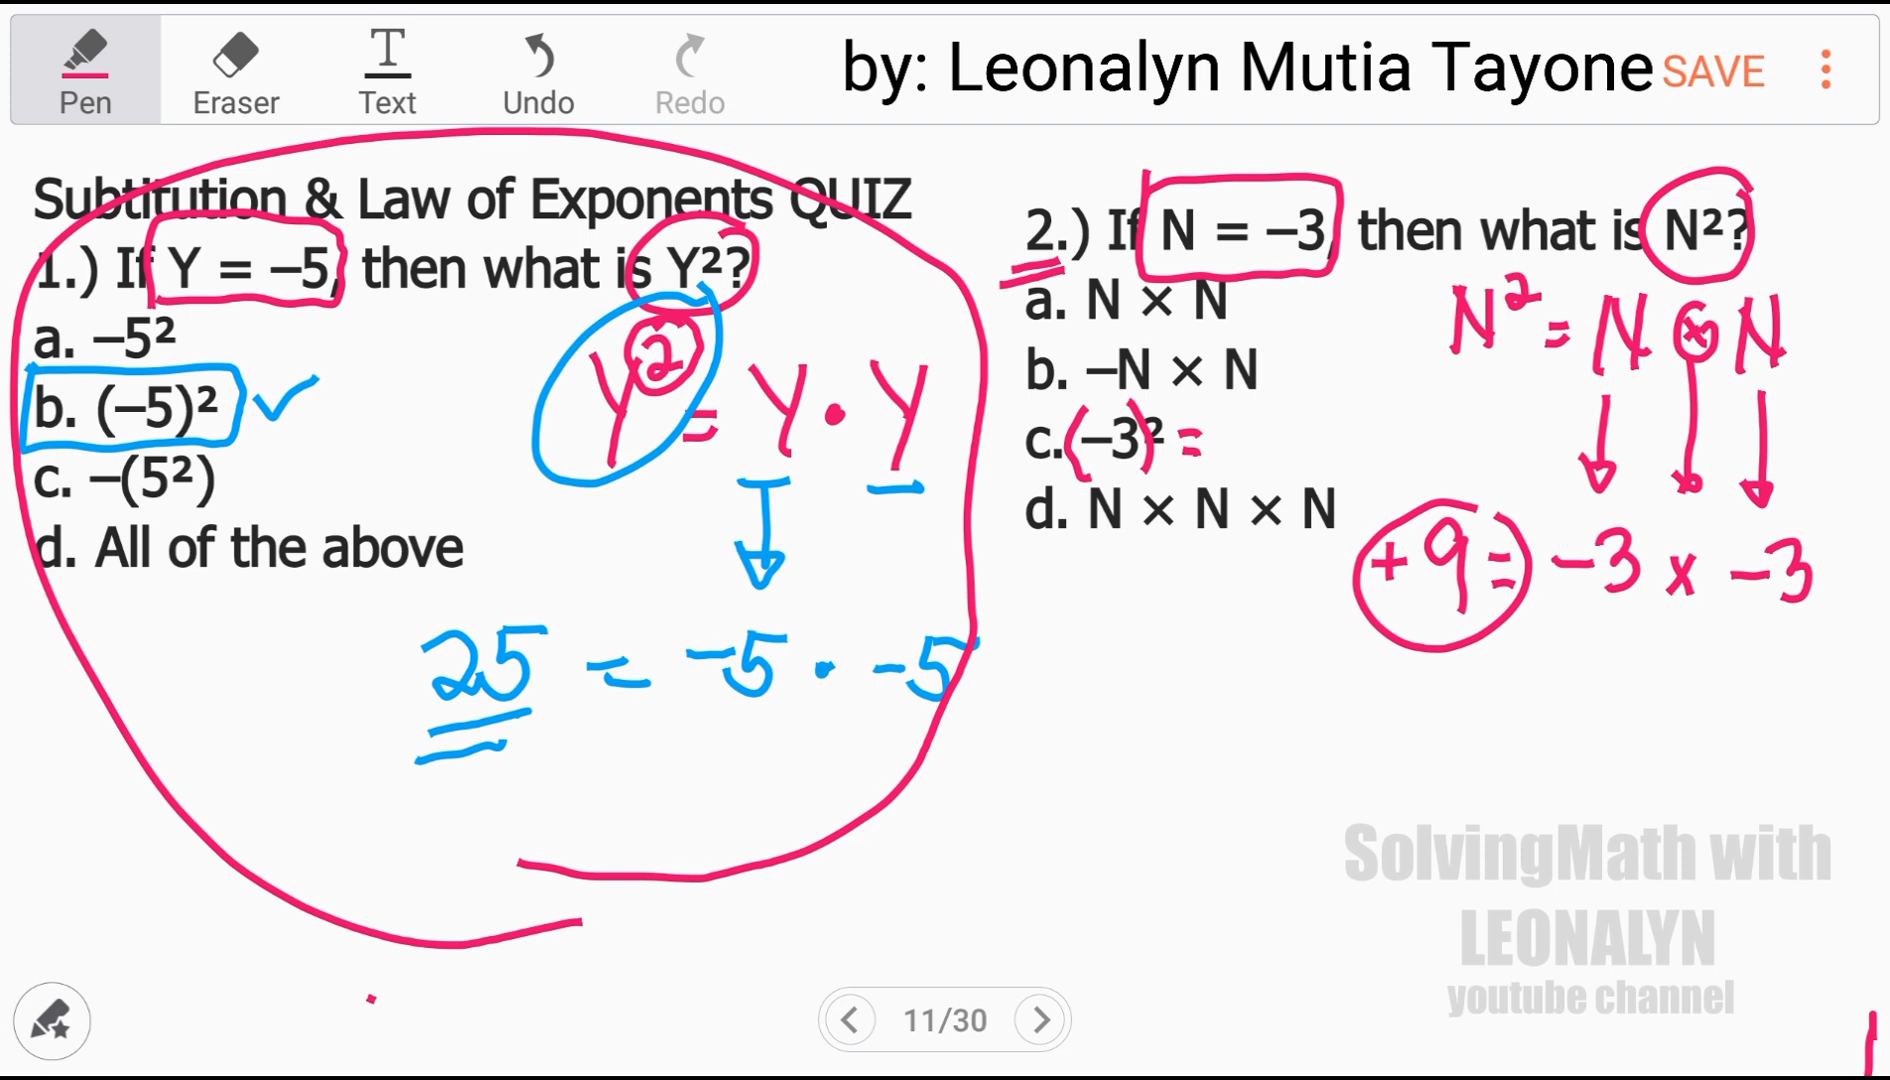 Pen
Eraser
Text
Undo
Redo
by: Leonalyn Mutia Tayone
SAVE
Subtitution & Law of Exponents QUIZ
1.) If Y = –5, then what is Y²?
a. –5²
b. (–5)²
c. –(5²)
d. All of the above
Y² = Y · Y
25 = -5 · -5
2.) If N = –3, then what is N²?
a. N × N
b. –N × N
c. (–3)² =
d. N × N × N
N² = N × N
+9 = -3 x -3
SolvingMath with
LEONALYN
youtube channel
11/30